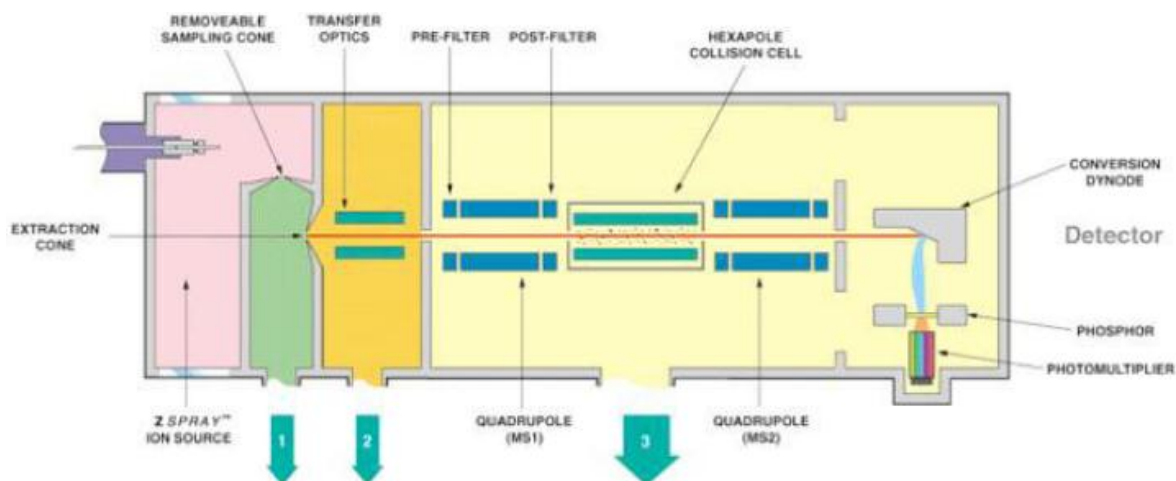 REMOVEABLE
SAMPLING CONE
TRANSFER
OPTICS
PRE-FILTER
POST-FILTER
HEXAPOLE
COLLISION CELL
CONVERSION
DYNODE
EXTRACTION
CONE
Detector
PHOSPHOR
PHOTOMULTIPLIER
Z SPRAY™
ION SOURCE
1
2
QUADRUPOLE
(MS1)
3
QUADRUPOLE
(MS2)